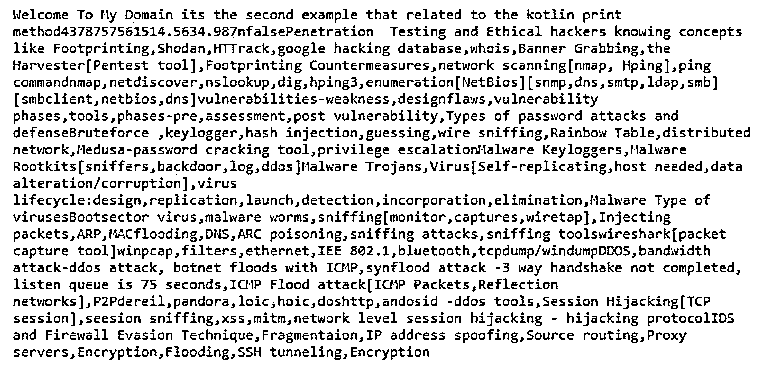 Welcome To My Domain its the second example that related to the kotlin print
method4378757561514.5634.987nfalsePenetration  Testing and Ethical hackers knowing concepts
like Footprinting,Shodan,HTTrack,google hacking database,whois,Banner Grabbing,the
Harvester[Pentest tool],Footprinting Countermeasures,network scanning[nmap, Hping],ping
commandnmap,netdiscover,nslookup,dig,hping3,enumeration[NetBios][snmp,dns,smtp,ldap,smb]
[smbclient,netbios,dns]vulnerabilities-weakness,designflaws,vulnerability
phases,tools,phases-pre,assessment,post vulnerability,Types of password attacks and
defenseBruteforce ,keylogger,hash injection,guessing,wire sniffing,Rainbow Table,distributed
network,Medusa-password cracking tool,privilege escalationMalware Keyloggers,Malware
Rootkits[sniffers,backdoor,log,ddos]Malware Trojans,Virus[Self-replicating,host needed,data
alteration/corruption],virus
lifecycle:design,replication,launch,detection,incorporation,elimination,Malware Type of
virusesBootsector virus,malware worms,sniffing[monitor,captures,wiretap],Injecting
packets,ARP,MACflooding,DNS,ARC poisoning,sniffing attacks,sniffing toolswireshark[packet
capture tool]winpcap,filters,ethernet,IEE 802.1,bluetooth,tcpdump/windumpDDOS,bandwidth
attack-ddos attack, botnet floods with ICMP,synflood attack -3 way handshake not completed,
listen queue is 75 seconds,ICMP Flood attack[ICMP Packets,Reflection
networks],P2Pdereil,pandora,loic,hoic,doshttp,andosid -ddos tools,Session Hijacking[TCP
session],seesion sniffing,xss,mitm,network level session hijacking - hijacking protocolIDS
and Firewall Evasion Technique,Fragmentaion,IP address spoofing,Source routing,Proxy
servers,Encryption,Flooding,SSH tunneling,Encryption